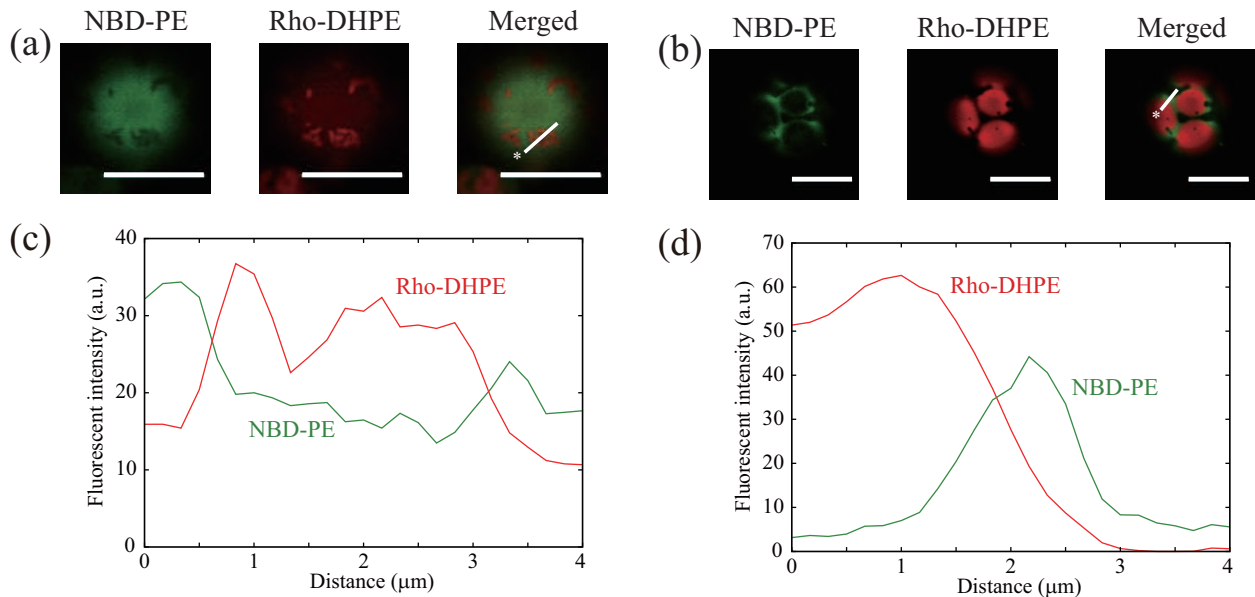 (a)
NBD-PE
Rho-DHPE
Merged
*
(b)
NBD-PE
Rho-DHPE
Merged
*
(c)
40
30
20
10
0
Fluorescent intensity (a.u.)
Rho-DHPE
NBD-PE
0 1 2 3 4
Distance (μm)
(d)
70
60
50
40
30
20
10
0
Fluorescent intensity (a.u.)
Rho-DHPE
NBD-PE
0 1 2 3 4
Distance (μm)